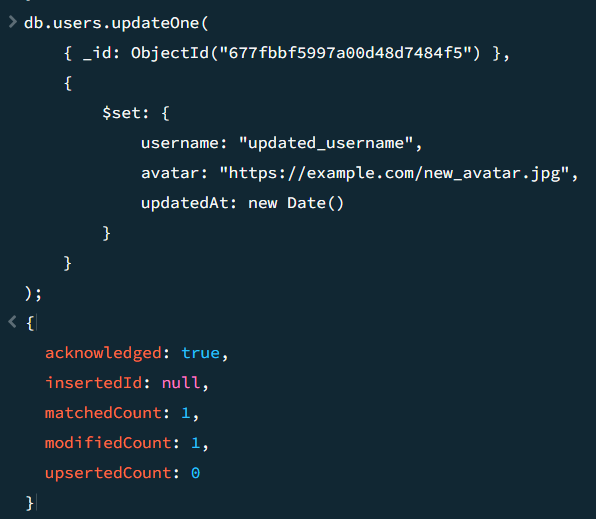 db.users.updateOne(
{ _id: ObjectId("677fbbf5997a00d48d7484f5") },
{
$set: {
username: "updated_username",
avatar: "https://example.com/new_avatar.jpg",
updatedAt: new Date()
}
}
);
{
acknowledged: true,
insertedId: null,
matchedCount: 1,
modifiedCount: 1,
upsertedCount: 0
}